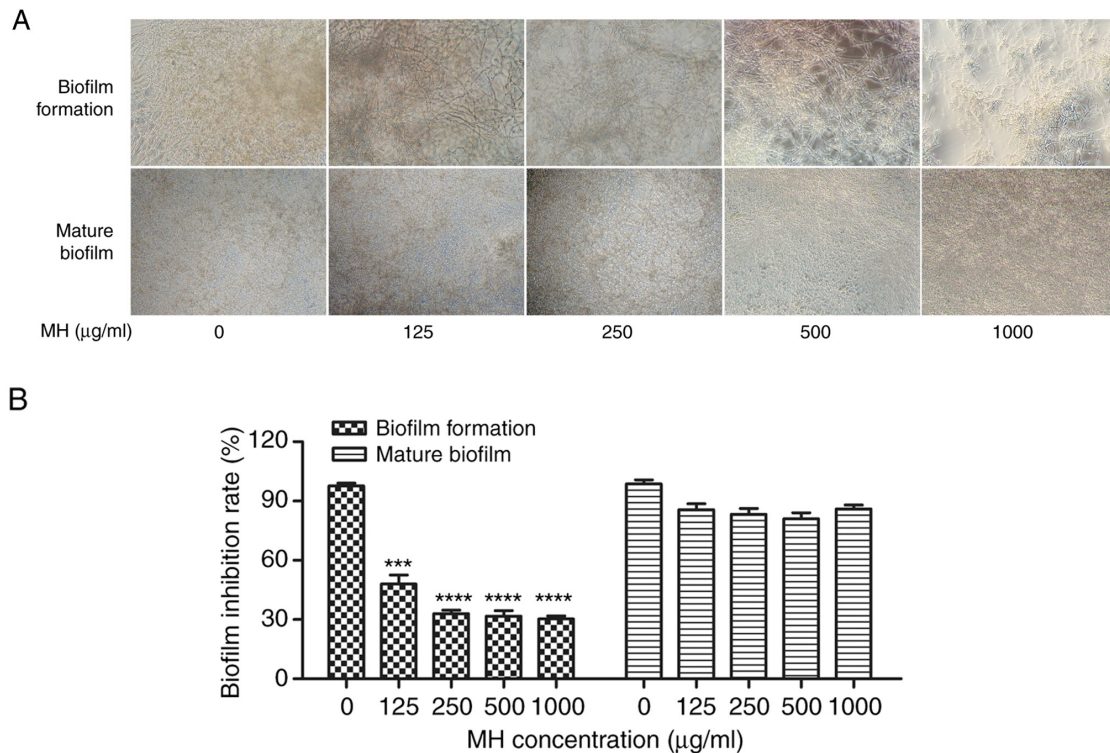 A
Biofilm
formation
Mature
biofilm
MH (μg/ml)
0
125
250
500
1000
B
Biofilm formation
Mature biofilm
Biofilm inhibition rate (%)
120
90
60
30
0
***
****
****
****
0
125
250
500
1000
0
125
250
500
1000
MH concentration (μg/ml)